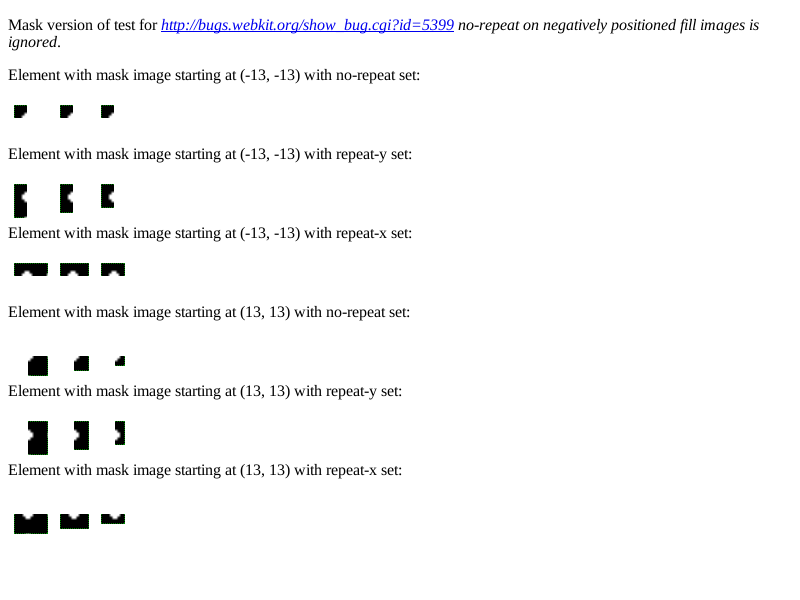 Mask version of test for http://bugs.webkit.org/show_bug.cgi?id=5399 no-repeat on negatively positioned fill images is
ignored.
Element with mask image starting at (-13, -13) with no-repeat set:
Element with mask image starting at (-13, -13) with repeat-y set:
Element with mask image starting at (-13, -13) with repeat-x set:
Element with mask image starting at (13, 13) with no-repeat set:
Element with mask image starting at (13, 13) with repeat-y set:
Element with mask image starting at (13, 13) with repeat-x set: